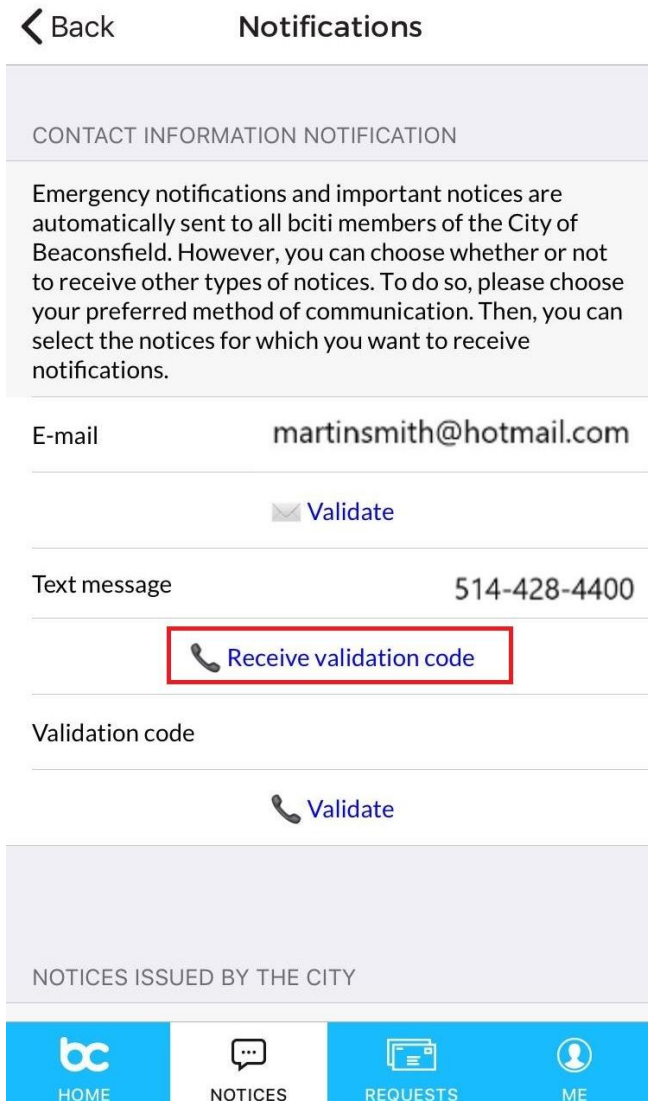 Back Notifications
CONTACT INFORMATION NOTIFICATION
Emergency notifications and important notices are
automatically sent to all bciti members of the City of
Beaconsfield. However, you can choose whether or not
to receive other types of notices. To do so, please choose
your preferred method of communication. Then, you can
select the notices for which you want to receive
notifications.
E-mail martinsmith@hotmail.com
Validate
Text message 514-428-4400
Receive validation code
Validation code
Validate
NOTICES ISSUED BY THE CITY
bc
HOME NOTICES REQUESTS ME